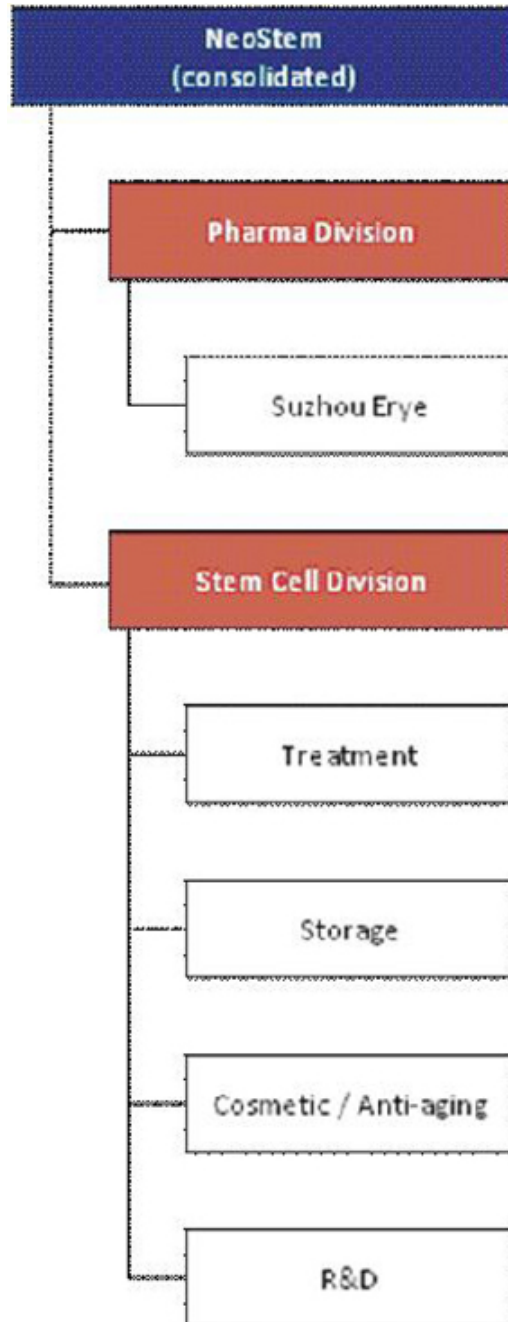 NeoStem
(consolidated)
Pharma Division
Suzhou Erye
Stem Cell Division
Treatment
Storage
Cosmetic / Anti-aging
R&D